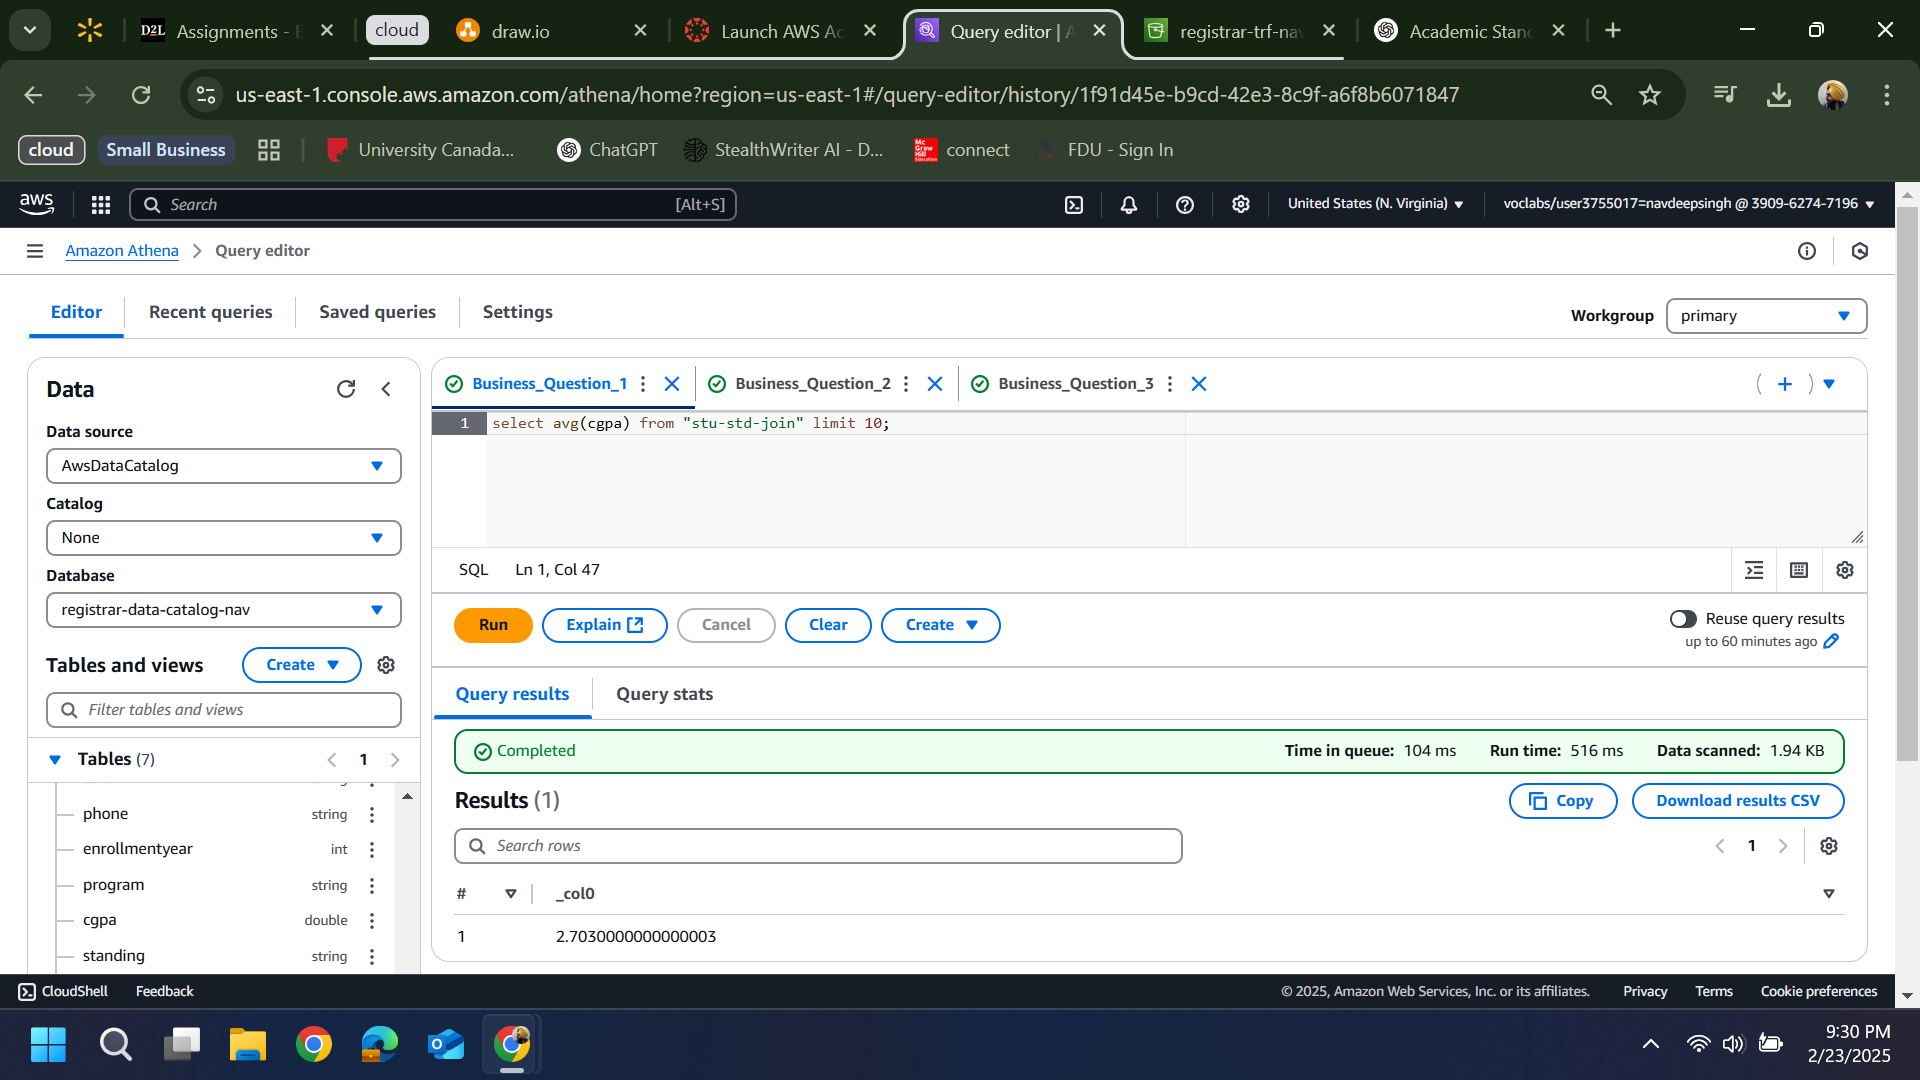 D2L Assignments - E
cloud
draw.io
Launch AWS Ac
Query editor | A
registrar-trf-nav
Academic Stand
us-east-1.console.aws.amazon.com/athena/home?region=us-east-1#/query-editor/history/1f91d45e-b9cd-42e3-8c9f-a6f8b6071847
cloud
Small Business
University Canada...
ChatGPT
StealthWriter AI - D...
Mc Graw Hill Education connect
FDU - Sign In
aws
Search [Alt+S]
United States (N. Virginia)
voclabs/user3755017=navdeepsingh @ 3909-6274-7196
Amazon Athena
Query editor
Editor
Recent queries
Saved queries
Settings
Workgroup primary
Data
Data source
AwsDataCatalog
Catalog
None
Database
registrar-data-catalog-nav
Tables and views
Create
Filter tables and views
Tables (7)
1
phone string
enrollmentyear int
program string
cgpa double
standing string
Business_Question_1
Business_Question_2
Business_Question_3
1 select avg(cgpa) from "stu-std-join" limit 10;
SQL Ln 1, Col 47
Run
Explain
Cancel
Clear
Create
Reuse query results
up to 60 minutes ago
Query results
Query stats
Completed
Time in queue: 104 ms
Run time: 516 ms
Data scanned: 1.94 KB
Results (1)
Copy
Download results CSV
Search rows
1
# _col0
1 2.7030000000000003
CloudShell
Feedback
© 2025, Amazon Web Services, Inc. or its affiliates.
Privacy
Terms
Cookie preferences
9:30 PM
2/23/2025